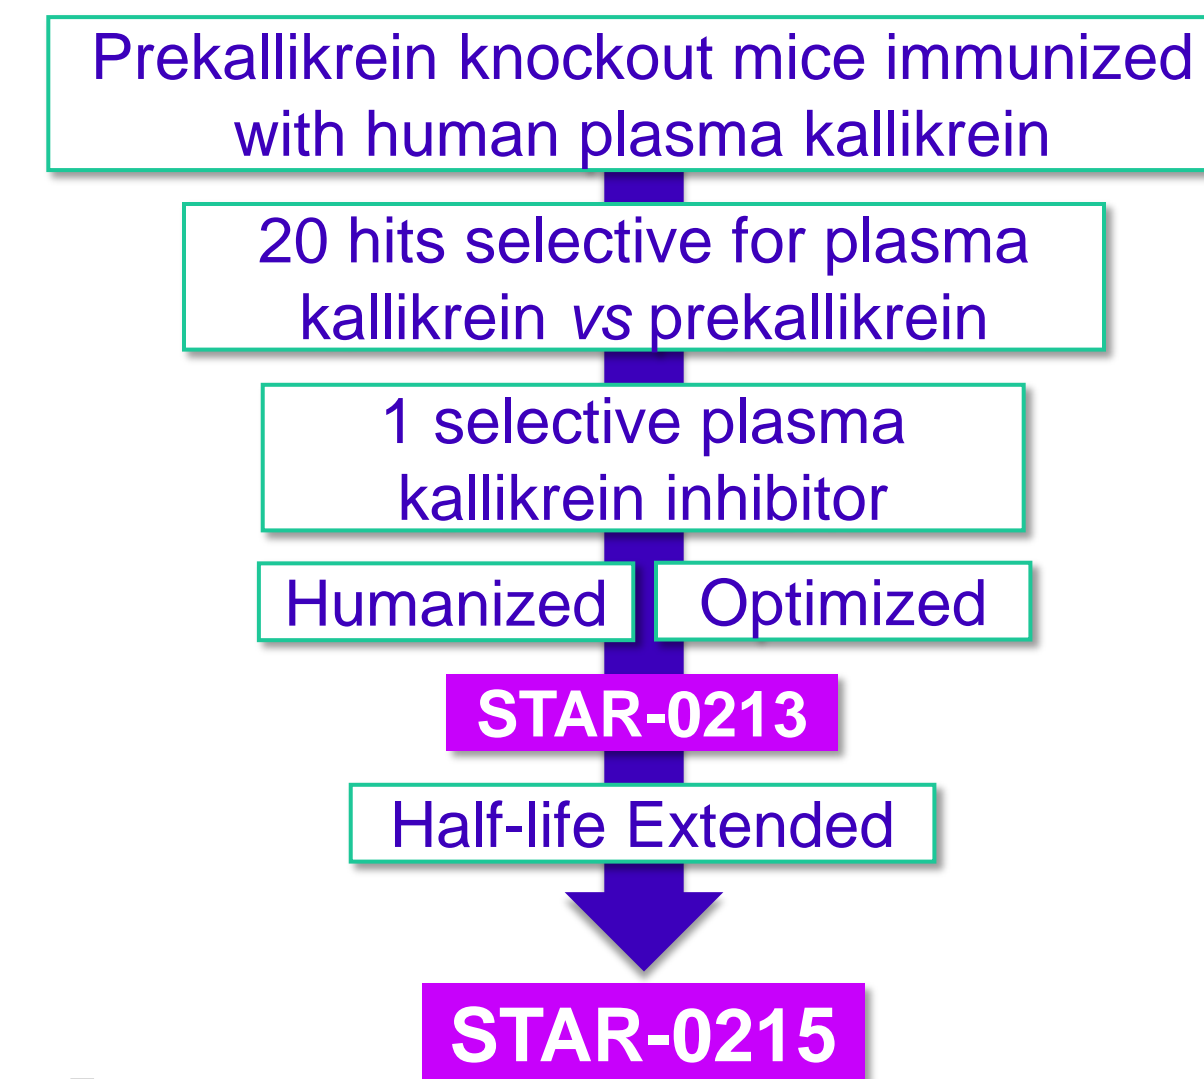 Prekallikrein knockout mice immunized
with human plasma kallikrein
20 hits selective for plasma
kallikrein vs prekallikrein
1 selective plasma
kallikrein inhibitor
Humanized
Optimized
STAR-0213
Half-life Extended
STAR-0215